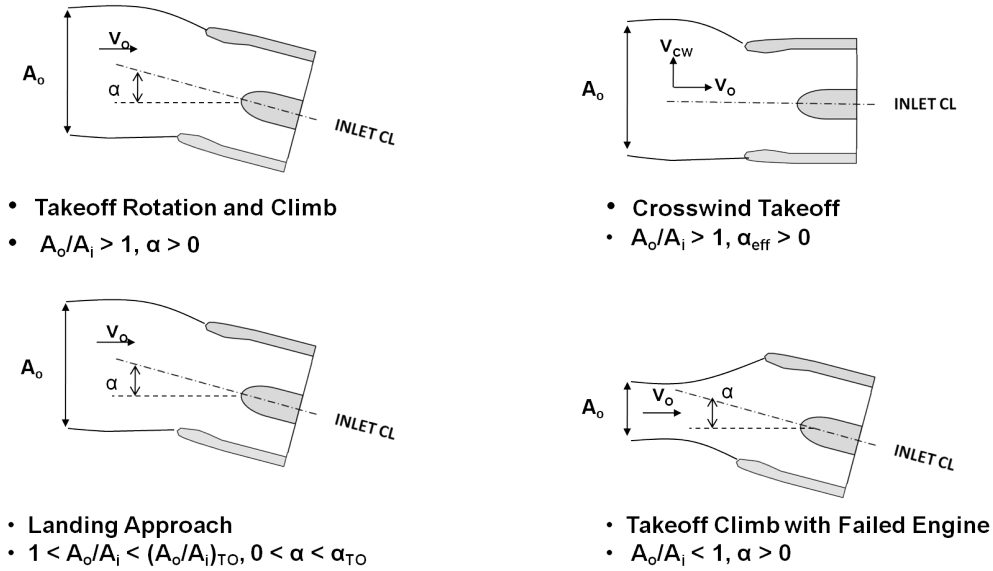 V₀
A₀
α
INLET CL
• Takeoff Rotation and Climb
• A₀/Aᵢ > 1, α > 0
V_CW
V₀
A₀
INLET CL
• Crosswind Takeoff
• A₀/Aᵢ > 1, α_eff > 0
V₀
A₀
α
INLET CL
• Landing Approach
• 1 < A₀/Aᵢ < (A₀/Aᵢ)_TO, 0 < α < α_TO
A₀
V₀
α
INLET CL
• Takeoff Climb with Failed Engine
• A₀/Aᵢ < 1, α > 0